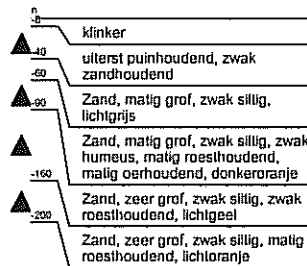 0
-8
klinker
-40
uiterst puinhoudend, zwak
zandhoudend
-60
Zand, matig grof, zwak siltig,
lichtgrijs
-90
Zand, matig grof, zwak siltig, zwak
humeus, matig roesthoudend,
matig oerhoudend, donkeroranje
-160
Zand, zeer grof, zwak siltig, zwak
roesthoudend, lichtgeel
-200
Zand, zeer grof, zwak siltig, matig
roesthoudend, lichtoranje